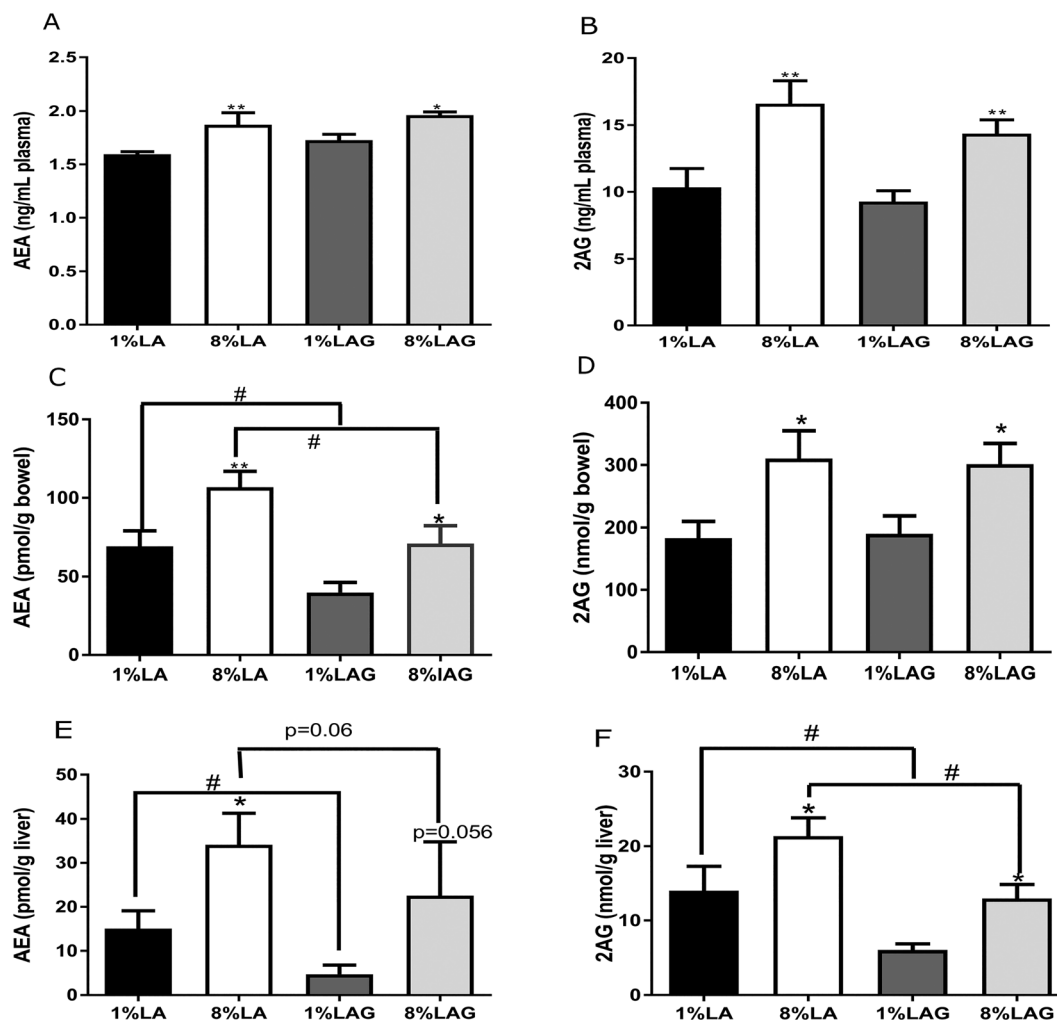 A
AEA (ng/mL plasma)
2.5
2.0
1.5
1.0
0.5
0.0
**
*
1%LA
8%LA
1%LAG
8%LAG
B
2AG (ng/mL plasma)
20
15
10
5
0
**
**
1%LA
8%LA
1%LAG
8%LAG
C
AEA (pmol/g bowel)
150
100
50
0
#
#
**
*
1%LA
8%LA
1%LAG
8%lAG
D
2AG (nmol/g bowel)
400
300
200
100
0
*
*
1%LA
8%LA
1%LAG
8%LAG
E
AEA (pmol/g liver)
50
40
30
20
10
0
p=0.06
#
*
p=0.056
1%LA
8%LA
1%LAG
8%LAG
F
2AG (nmol/g liver)
30
20
10
0
#
#
*
*
1%LA
8%LA
1%LAG
8%LAG